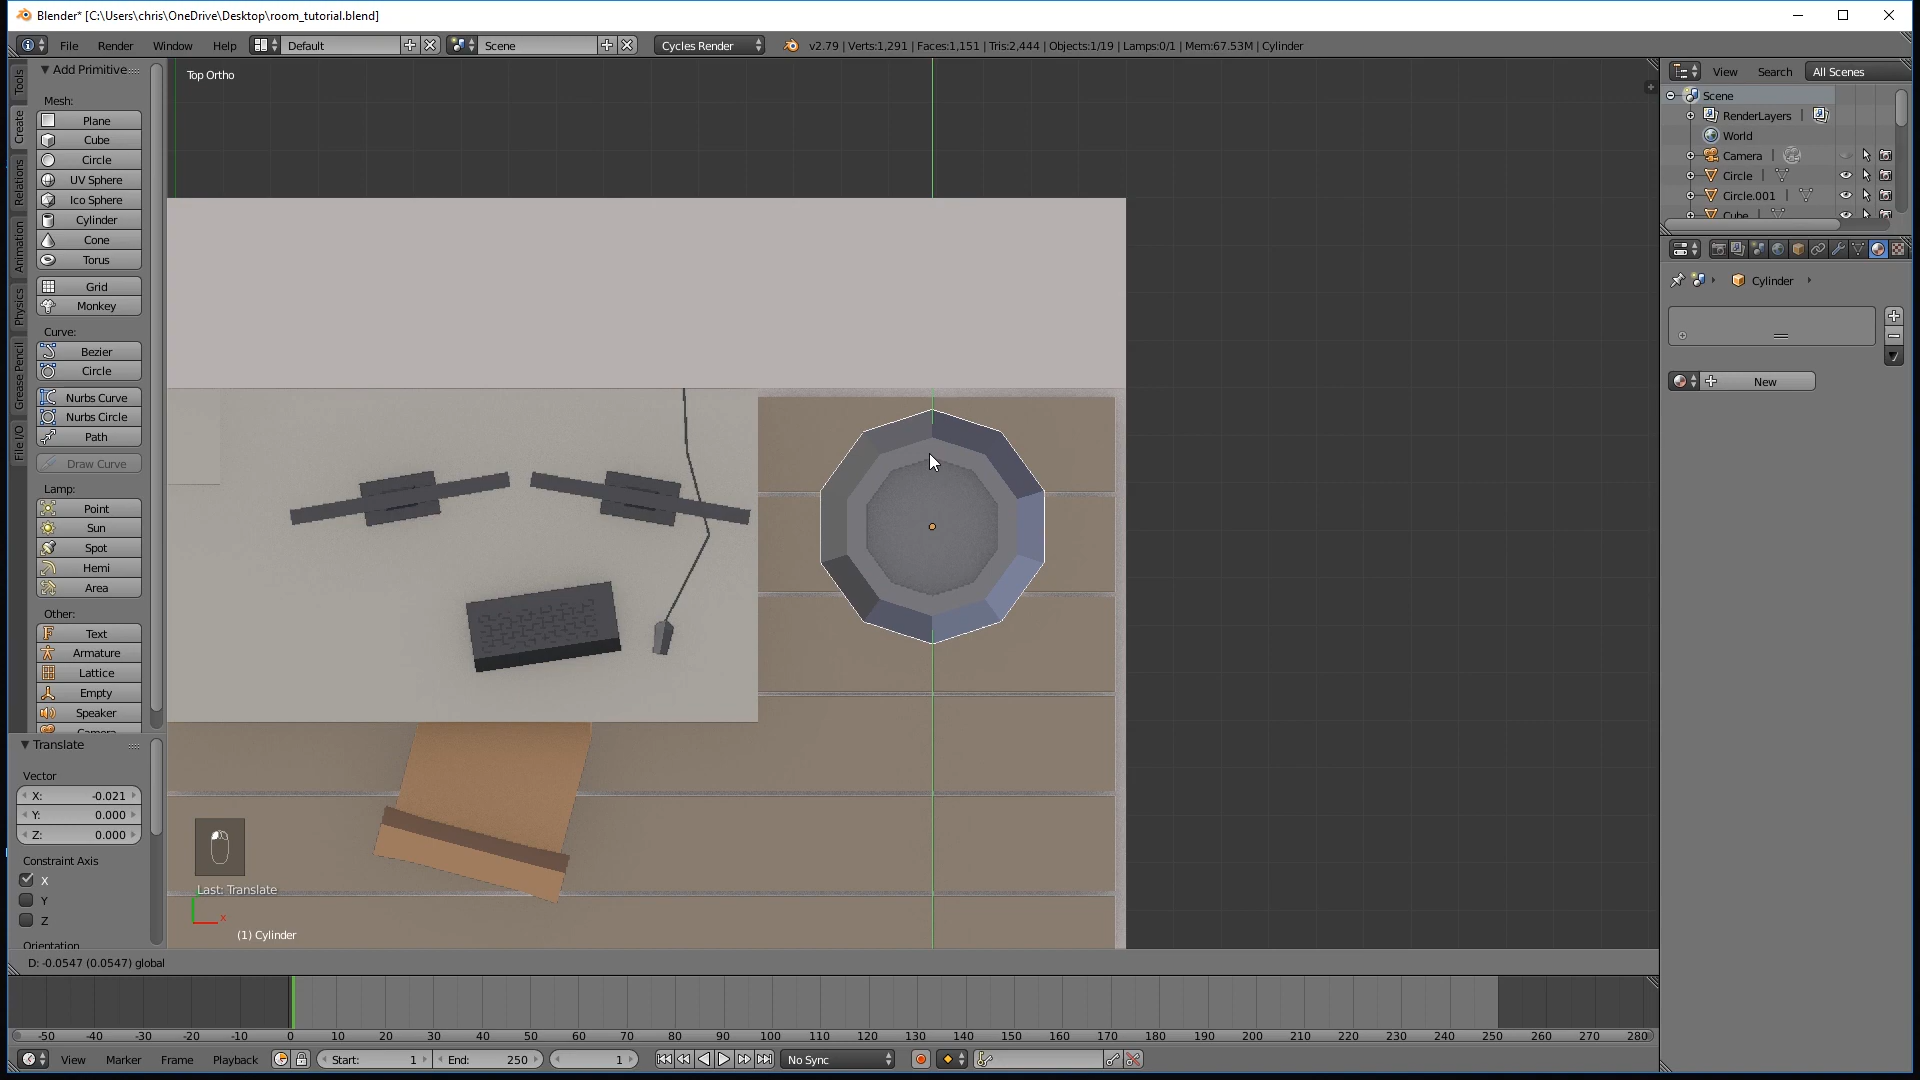 Blender* [C:\Users\chris\OneDrive\Desktop\room_tutorial.blend]
File Render Window Help Default Scene Cycles Render v2.79 | Verts:1,291 | Faces:1,151 | Tris:2,444 | Objects:1/19 | Lamps:0/1 | Mem:67.53M | Cylinder
Tools
Create
Relations
Animation
Physics
Grease Pencil
File I/O
Add Primitive
Mesh:
Plane
Cube
Circle
UV Sphere
Ico Sphere
Cylinder
Cone
Torus
Grid
Monkey
Curve:
Bezier
Circle
Nurbs Curve
Nurbs Circle
Path
Draw Curve
Lamp:
Point
Sun
Spot
Hemi
Area
Other:
Text
Armature
Lattice
Empty
Speaker
Camera
Translate
Vector
X: -0.021
Y: 0.000
Z: 0.000
Constraint Axis
X
Y
Z
Orientation
Top Ortho
Last: Translate
x
(1) Cylinder
D: -0.0547 (0.0547) global
View Search All Scenes
Scene
RenderLayers
World
Camera
Circle
Circle.001
Cube
Cylinder
New
-50 -40 -30 -20 -10 0 10 20 30 40 50 60 70 80 90 100 110 120 130 140 150 160 170 180 190 200 210 220 230 240 250 260 270 280
View Marker Frame Playback Start: 1 End: 250 1 No Sync